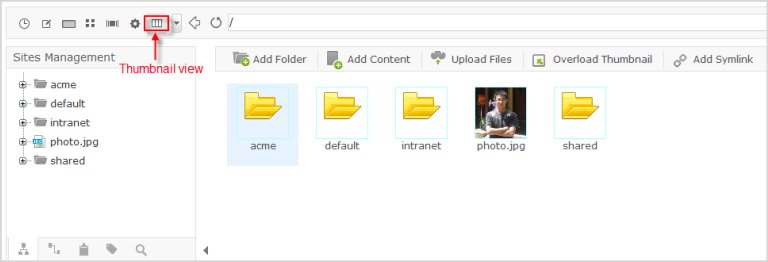 /
Sites Management
Thumbnail view
Add Folder
Add Content
Upload Files
Overload Thumbnail
Add Symlink
acme
default
intranet
photo.jpg
shared
acme
default
intranet
photo.jpg
shared